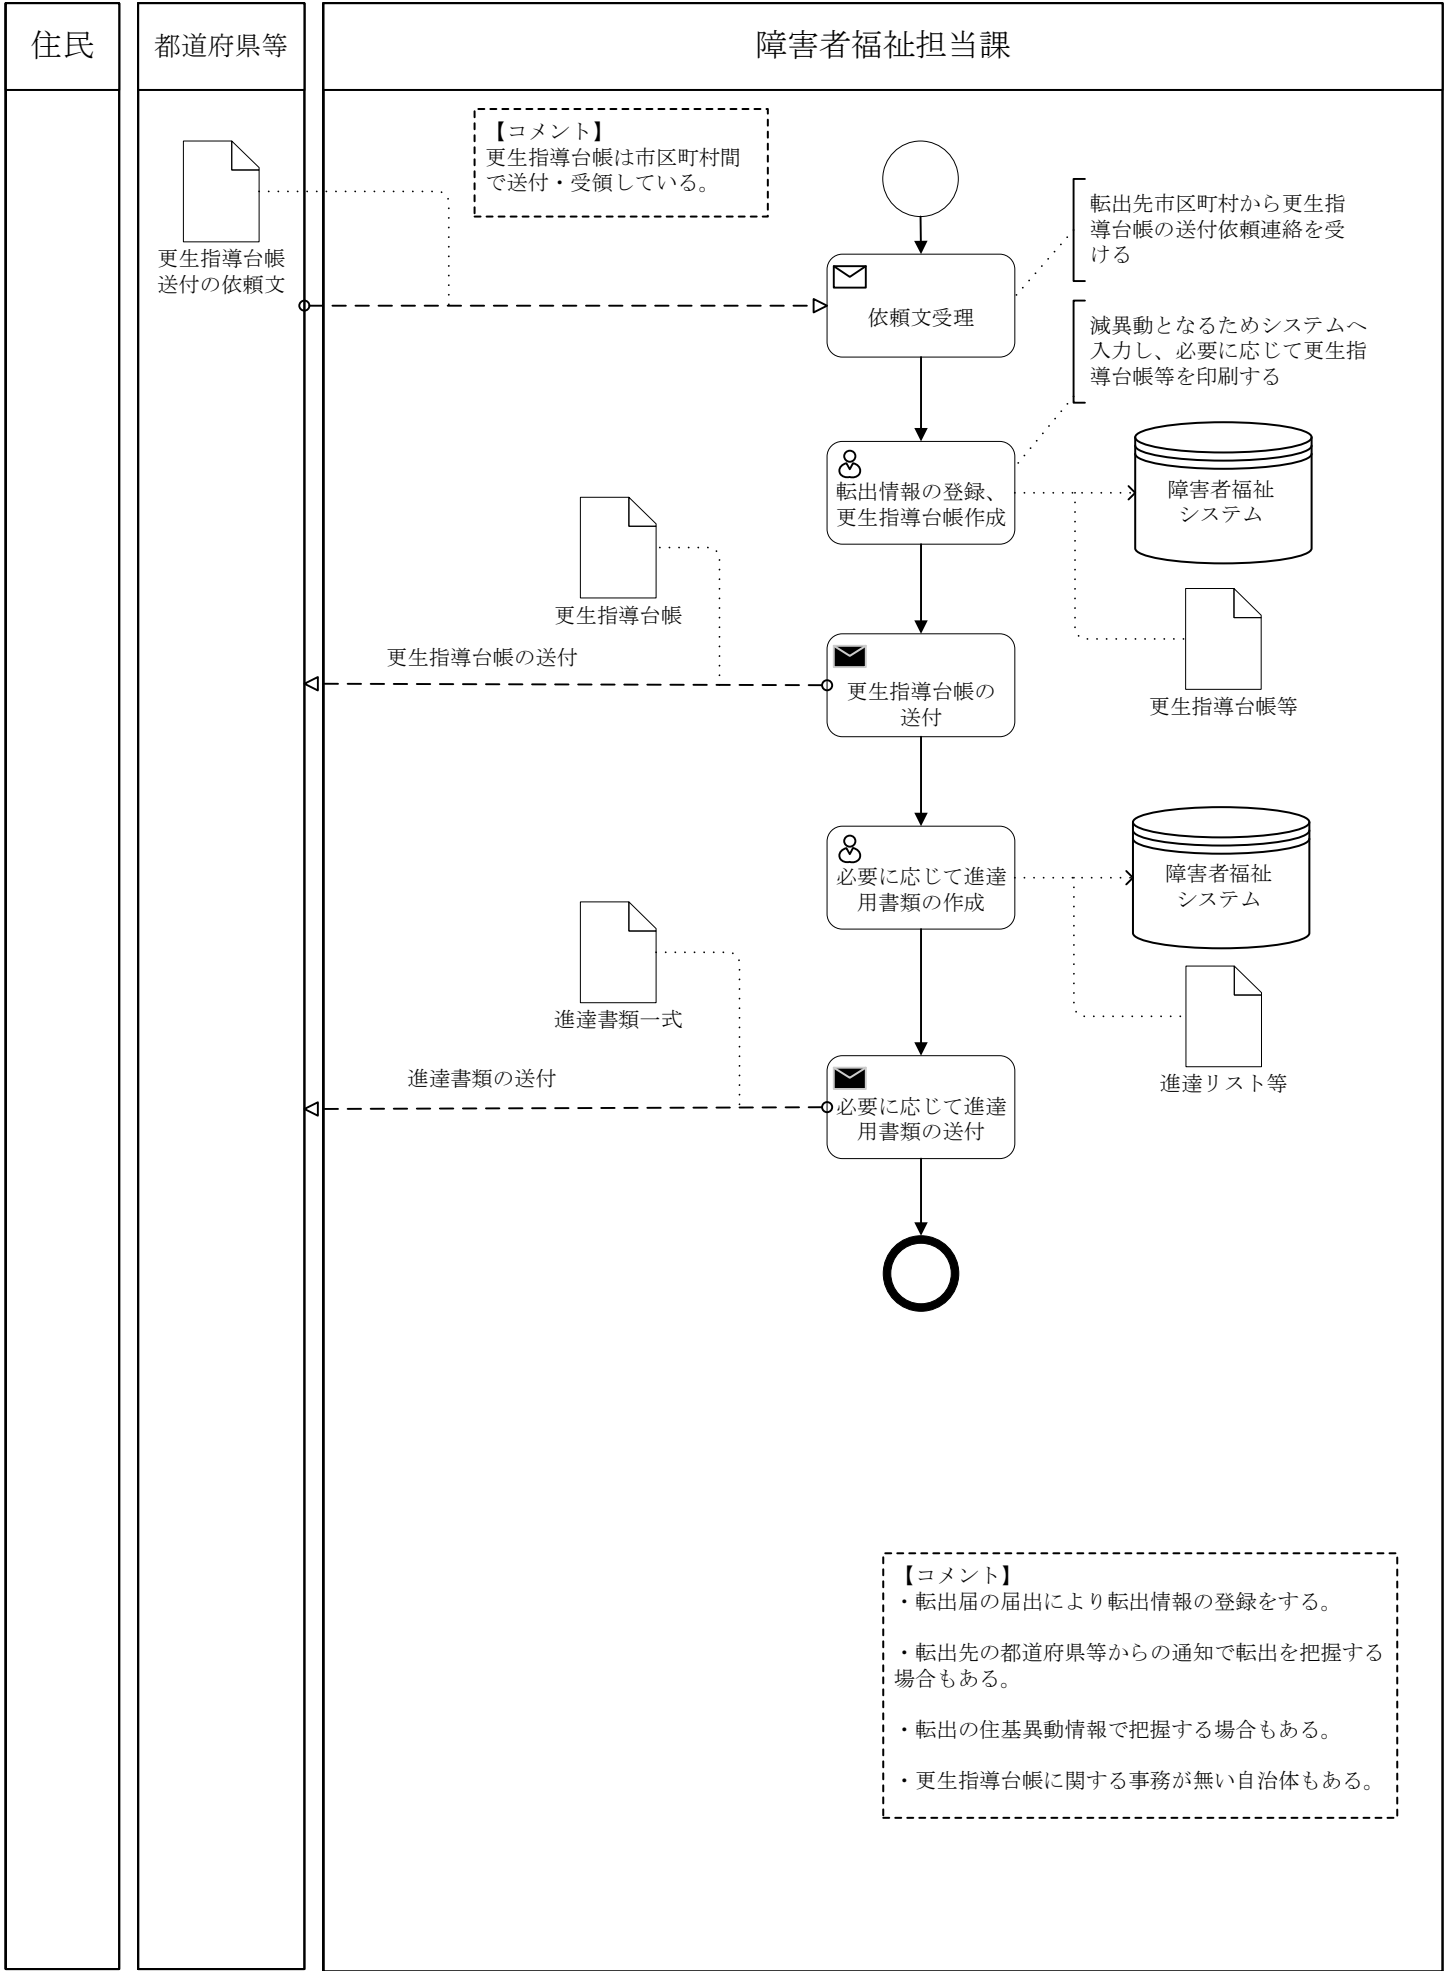 住民
都道府県等
障害者福祉担当課
【コメント】
更生指導台帳は市区町村間
で送付・受領している。
更生指導台帳
送付の依頼文
転出先市区町村から更生指
導台帳の送付依頼連絡を受
ける
依頼文受理
減異動となるためシステムへ
入力し、必要に応じて更生指
導台帳等を印刷する
転出情報の登録、
更生指導台帳作成
障害者福祉
システム
更生指導台帳
更生指導台帳の送付
更生指導台帳の
送付
更生指導台帳等
必要に応じて進達
用書類の作成
障害者福祉
システム
進達書類一式
進達書類の送付
進達リスト等
必要に応じて進達
用書類の送付
【コメント】
・転出届の届出により転出情報の登録をする。
・転出先の都道府県等からの通知で転出を把握する
場合もある。
・転出の住基異動情報で把握する場合もある。
・更生指導台帳に関する事務が無い自治体もある。